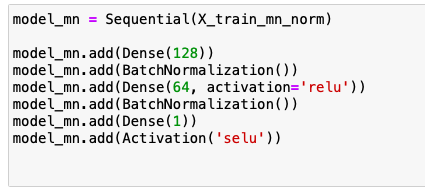 model_mn = Sequential(X_train_mn_norm)
model_mn.add(Dense(128))
model_mn.add(BatchNormalization())
model_mn.add(Dense(64, activation='relu'))
model_mn.add(BatchNormalization())
model_mn.add(Dense(1))
model_mn.add(Activation('selu'))